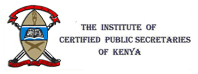 THE INSTITUTE OF
CERTIFIED PUBLIC SECRETARIES
OF KENYA